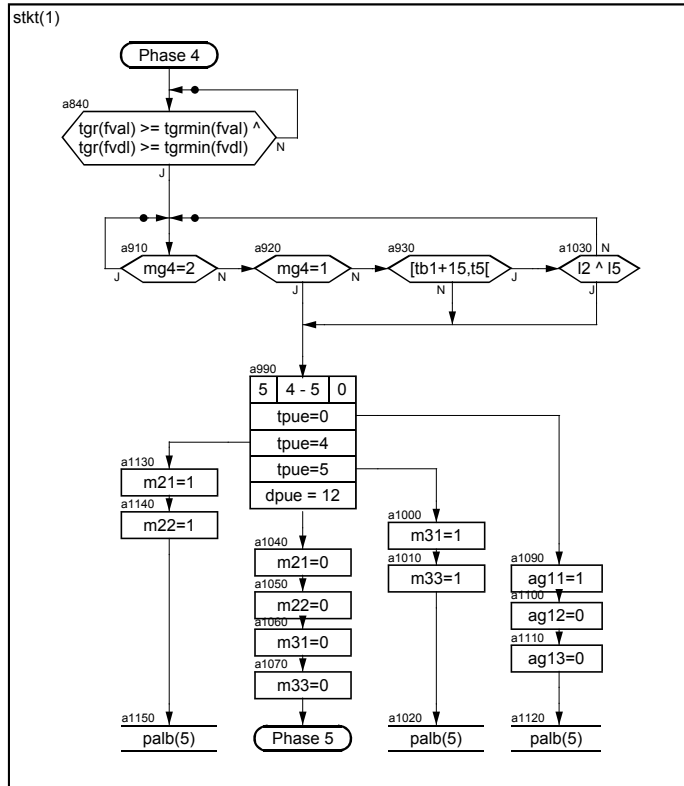 stkt(1)
Phase 4
a840
tgr(fval) >= tgrmin(fval) ^
tgr(fvdl) >= tgrmin(fvdl)
N
J
a910
mg4=2
J
N
a920
mg4=1
N
J
a930
[tb1+15,t5[
N
J
a1030
N
l2 ^ l5
J
a990
5 4 - 5 0
tpue=0
tpue=4
tpue=5
dpue = 12
a1130
m21=1
a1140
m22=1
a1150
palb(5)
a1040
m21=0
a1050
m22=0
a1060
m31=0
a1070
m33=0
Phase 5
a1000
m31=1
a1010
m33=1
a1020
palb(5)
a1090
ag11=1
a1100
ag12=0
a1110
ag13=0
a1120
palb(5)